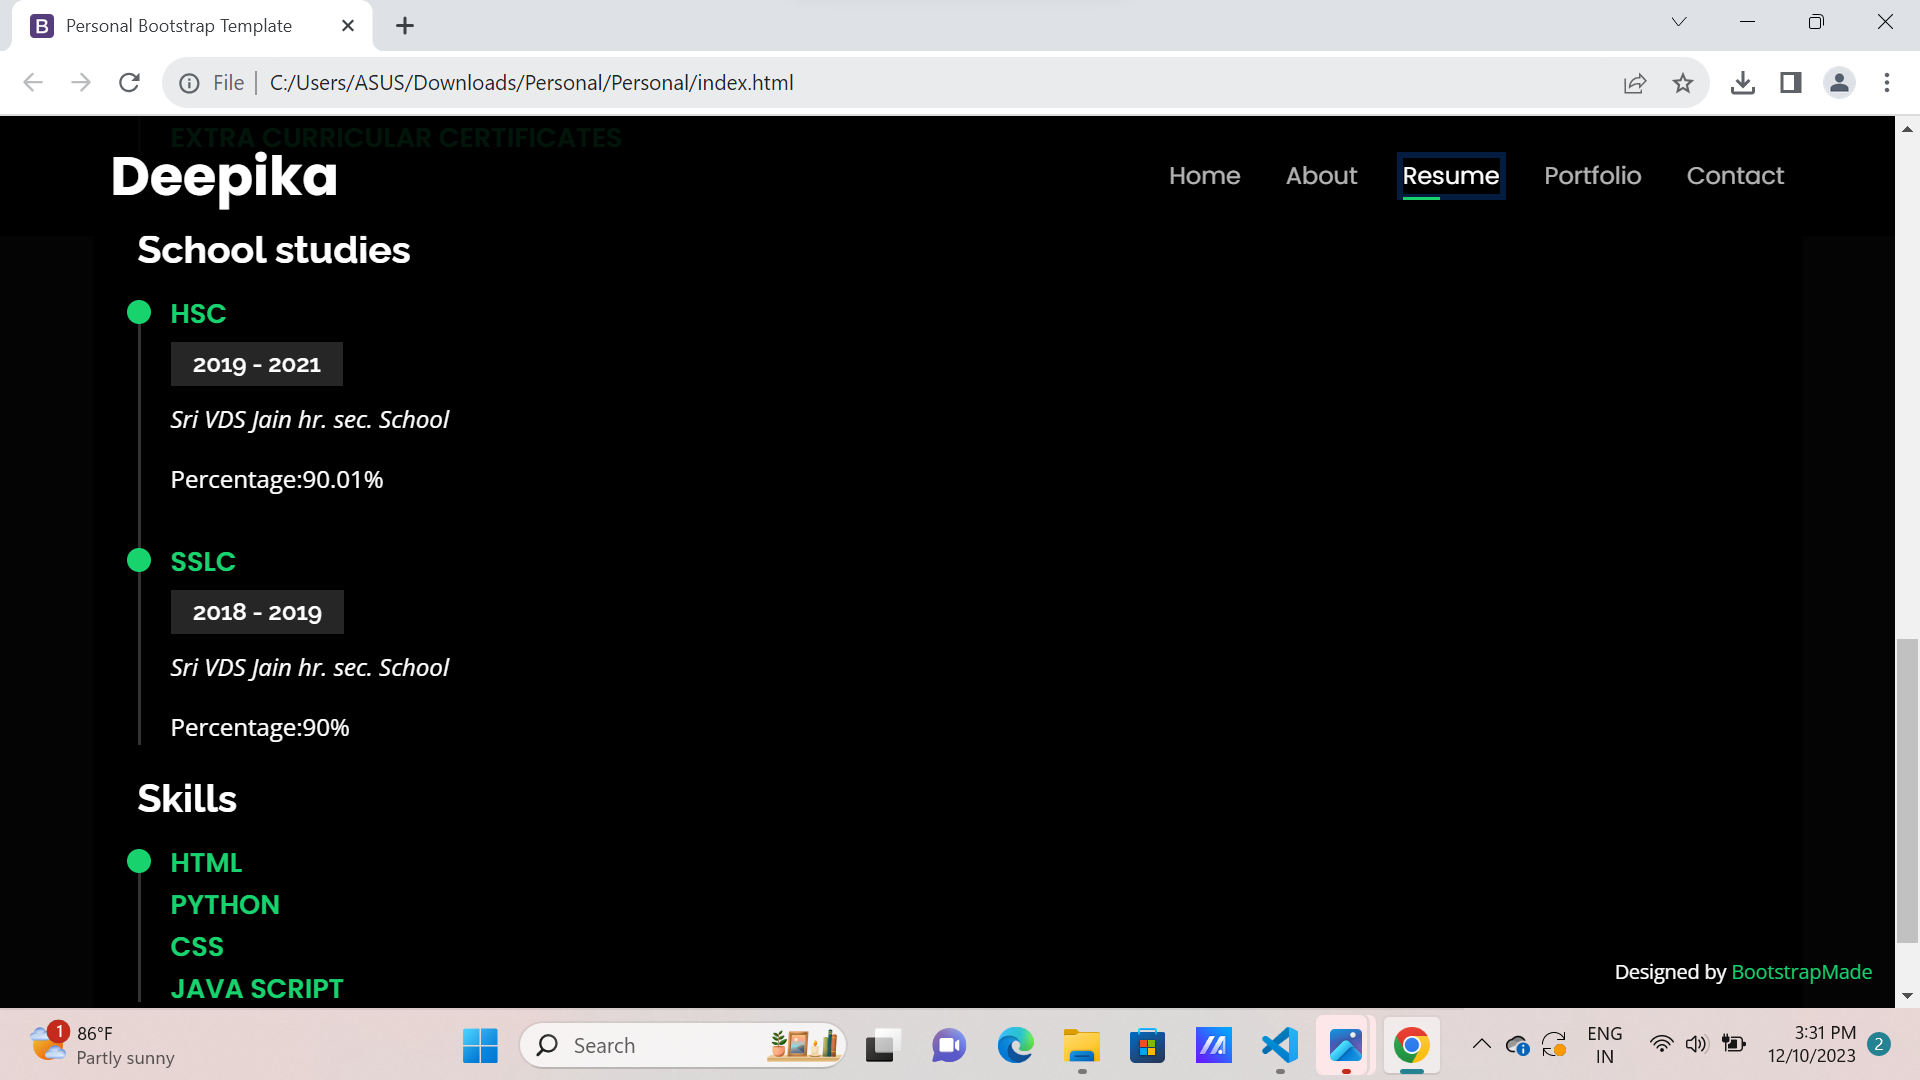 Personal Bootstrap Template
File
C:/Users/ASUS/Downloads/Personal/Personal/index.html
EXTRA CURRICULAR CERTIFICATES
Deepika
Home
About
Resume
Portfolio
Contact
School studies
HSC
2019 - 2021
Sri VDS Jain hr. sec. School
Percentage:90.01%
SSLC
2018 - 2019
Sri VDS Jain hr. sec. School
Percentage:90%
Skills
HTML
PYTHON
CSS
JAVA SCRIPT
Designed by BootstrapMade
1
86°F
Partly sunny
Search
ENG
IN
3:31 PM
12/10/2023
2